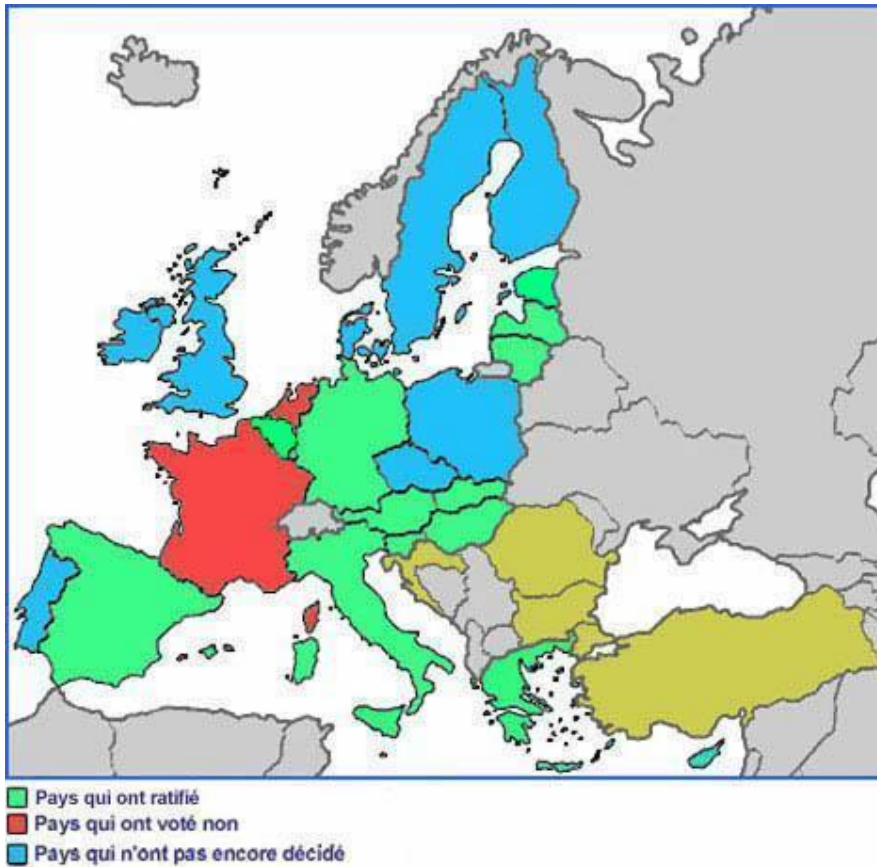 Pays qui ont ratifié
Pays qui ont voté non
Pays qui n'ont pas encore décidé